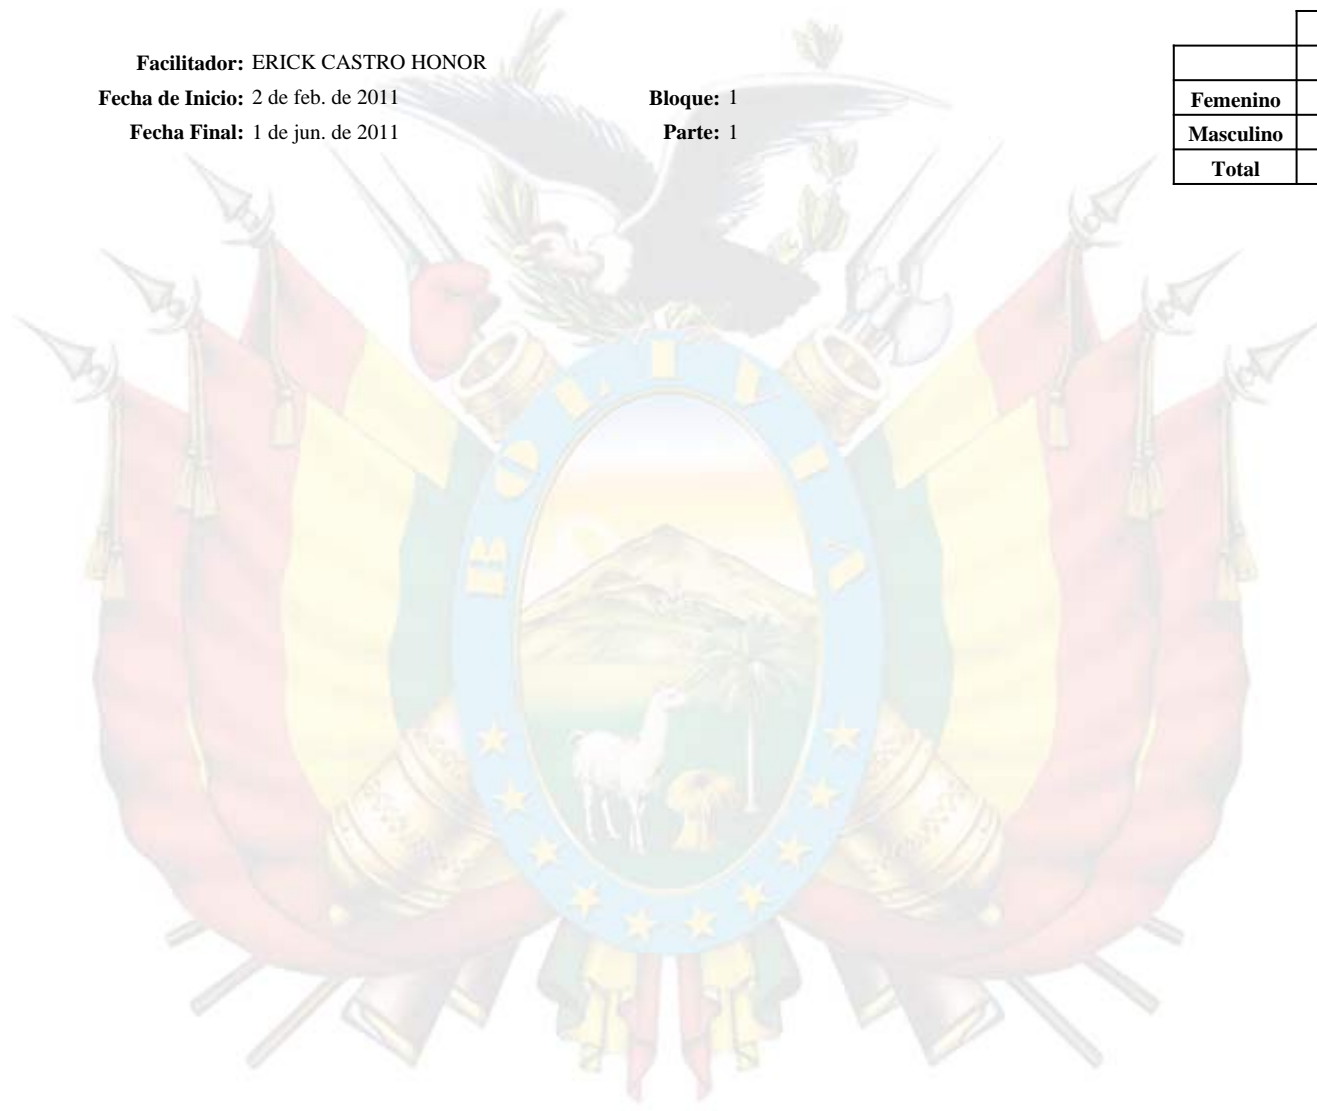 Facilitador: ERICK CASTRO HONOR
Fecha de Inicio: 2 de feb. de 2011 Bloque: 1
Fecha Final: 1 de jun. de 2011 Parte: 1
Femenino
Masculino
Total
BOLIVIA